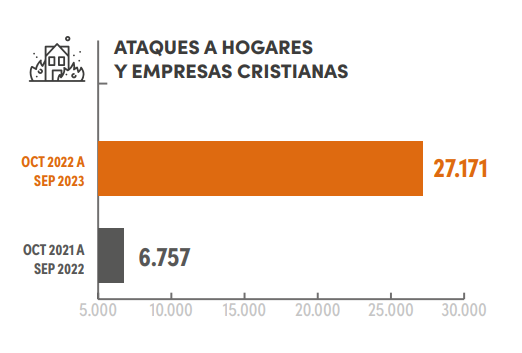 ATAQUES A HOGARES
Y EMPRESAS CRISTIANAS
OCT 2022 A
SEP 2023
27.171
OCT 2021 A
SEP 2022
6.757
5.000 10.000 15.000 20.000 25.000 30.000